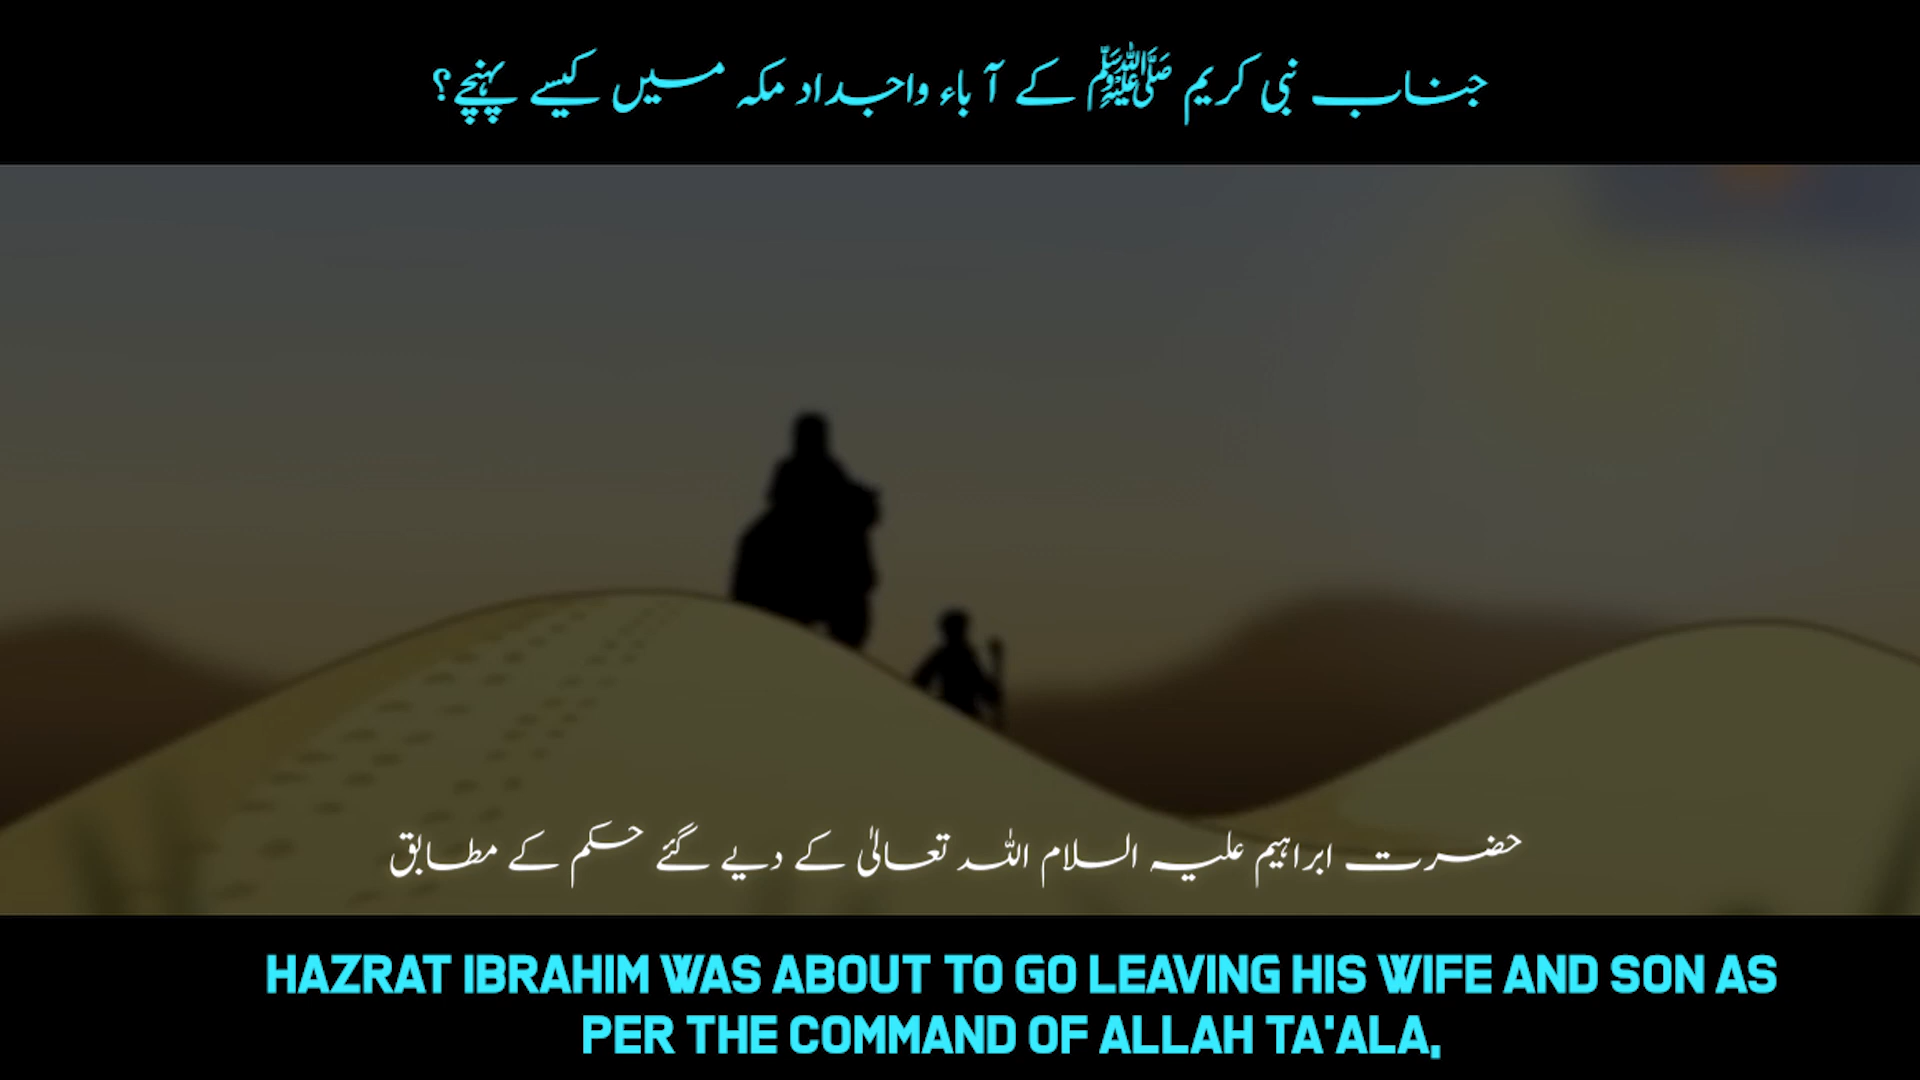 جناب نبی کریم ﷺ کے آباء واجداد مکہ میں کیسے پہنچے؟
حضرت ابراہیم علیہ السلام اللہ تعالیٰ کے دیے گئے حکم کے مطابق
HAZRAT IBRAHIM WAS ABOUT TO GO LEAVING HIS WIFE AND SON AS
PER THE COMMAND OF ALLAH TA'ALA,